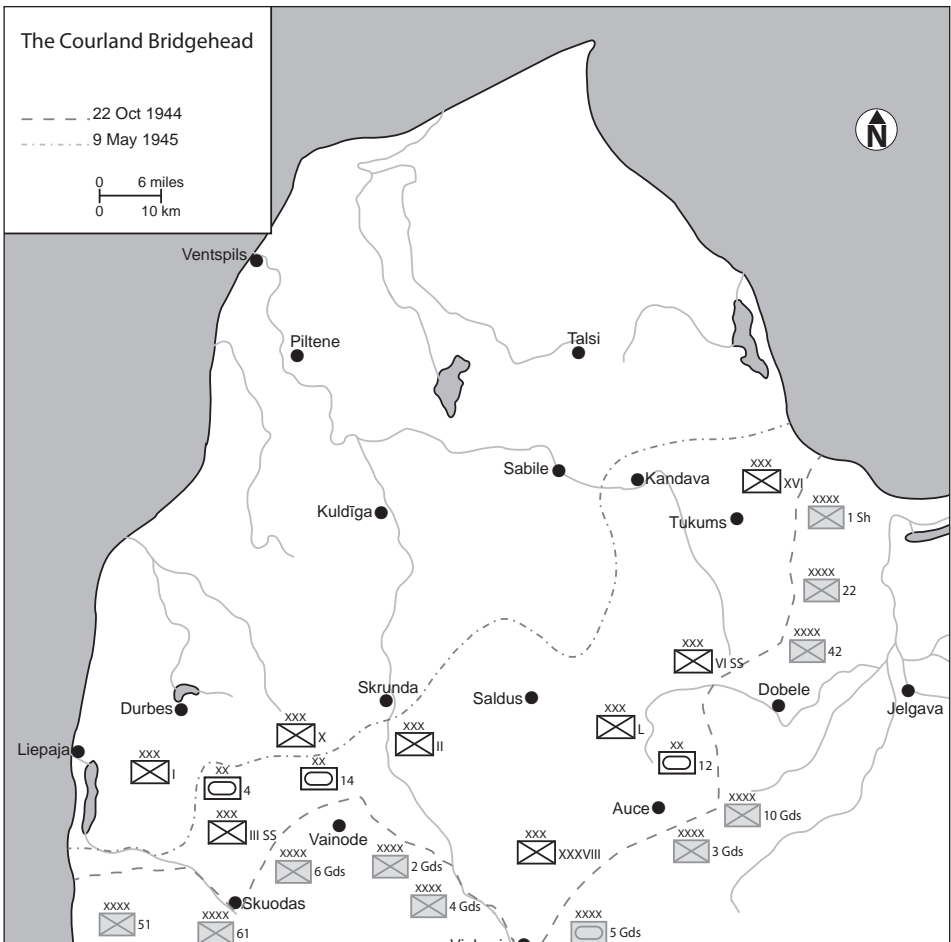 The Courland Bridgehead
22 Oct 1944
9 May 1945
0 6 miles
0 10 km
N
Ventspils
Piltene
Talsi
Sabile
Kandava
xxx
XVI
Kuldīga
Tukums
xxxx
1 Sh
xxxx
22
xxxx
42
xxx
VI SS
Skrunda
Saldus
Dobele
Jelgava
Durbes
xxx
X
xxx
II
xxx
L
Liepaja
xxx
I
xx
4
xx
14
xx
12
Auce
xxxx
10 Gds
xxx
III SS
Vainode
xxx
XXXVIII
xxxx
3 Gds
xxxx
6 Gds
xxxx
2 Gds
Skuodas
xxxx
4 Gds
xxxx
51
xxxx
61
xxxx
5 Gds